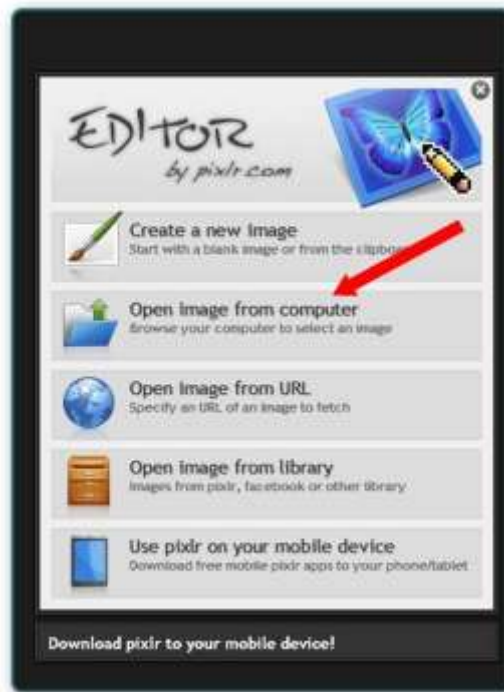 EDITOR
by pixlr.com
Create a new image
Start with a blank image or from the clipboa
Open image from computer
Browse your computer to select an image
Open image from URL
Specify an URL of an image to fetch
Open image from library
Images from pixlr, facebook or other library
Use pixlr on your mobile device
Download free mobile pixlr apps to your phone/tablet
Download pixlr to your mobile device!